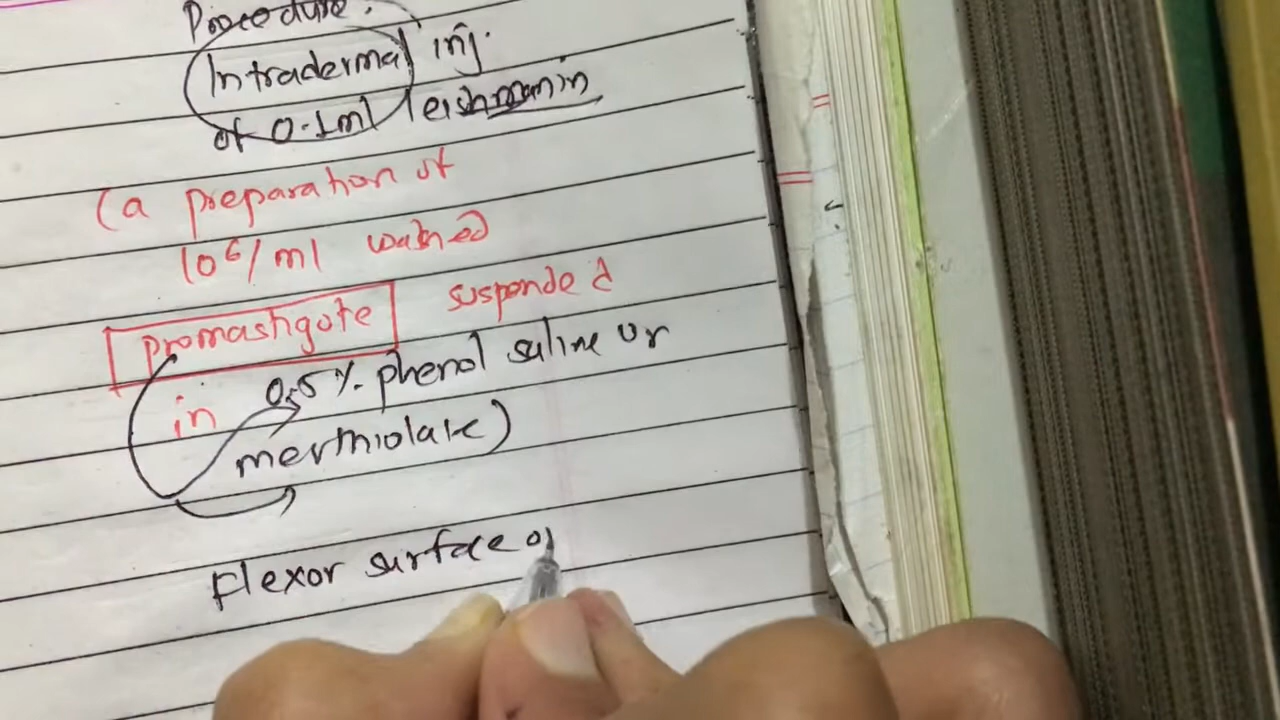 Procedure:
Intradermal inj.
of 0.1ml leishmanin
(a preparation of
10⁶/ml washed
promastigote suspended
in 0.5% phenol saline or
merthiolate)
Flexor surface o